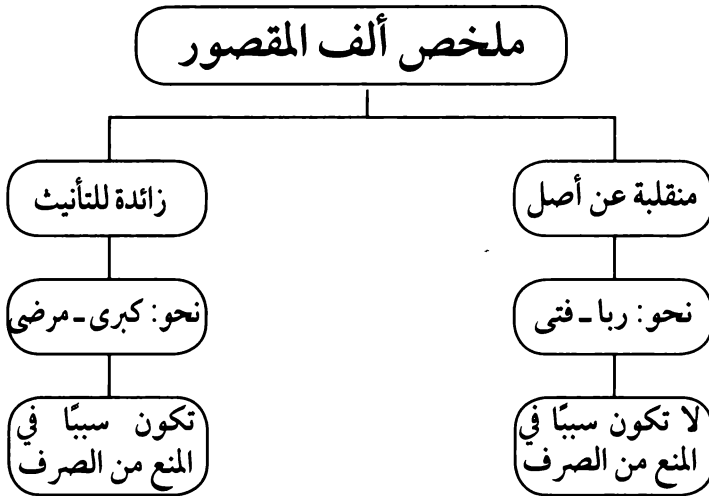 ملخص ألف المقصور
منقلبة عن أصل
زائدة للتأنيث
نحو: ربا ـ فتى
نحو: كبرى ـ مرضى
لا تكون سببًا في
المنع من الصرف
تكون سببًا في
المنع من الصرف